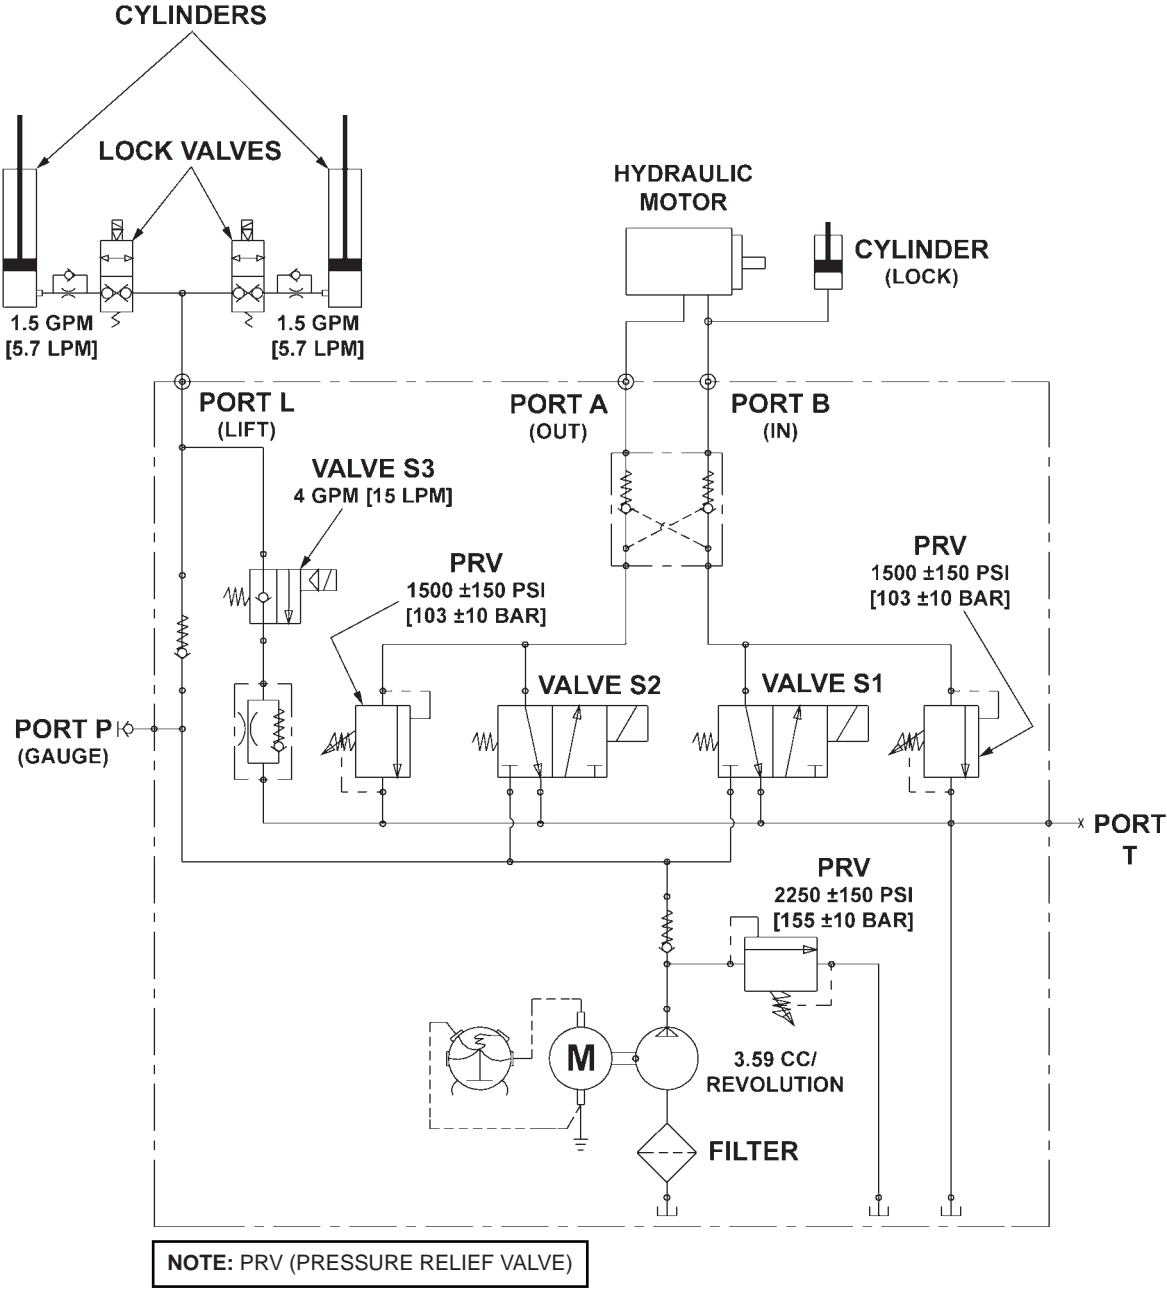 CYLINDERS
LOCK VALVES
HYDRAULIC
MOTOR
CYLINDER
(LOCK)
1.5 GPM
[5.7 LPM]
1.5 GPM
[5.7 LPM]
PORT L
(LIFT)
PORT A
(OUT)
PORT B
(IN)
VALVE S3
4 GPM [15 LPM]
PRV
1500 ±150 PSI
[103 ±10 BAR]
PRV
1500 ±150 PSI
[103 ±10 BAR]
VALVE S2
VALVE S1
PORT P
(GAUGE)
PORT
T
PRV
2250 ±150 PSI
[155 ±10 BAR]
M
3.59 CC/
REVOLUTION
FILTER
NOTE: PRV (PRESSURE RELIEF VALVE)